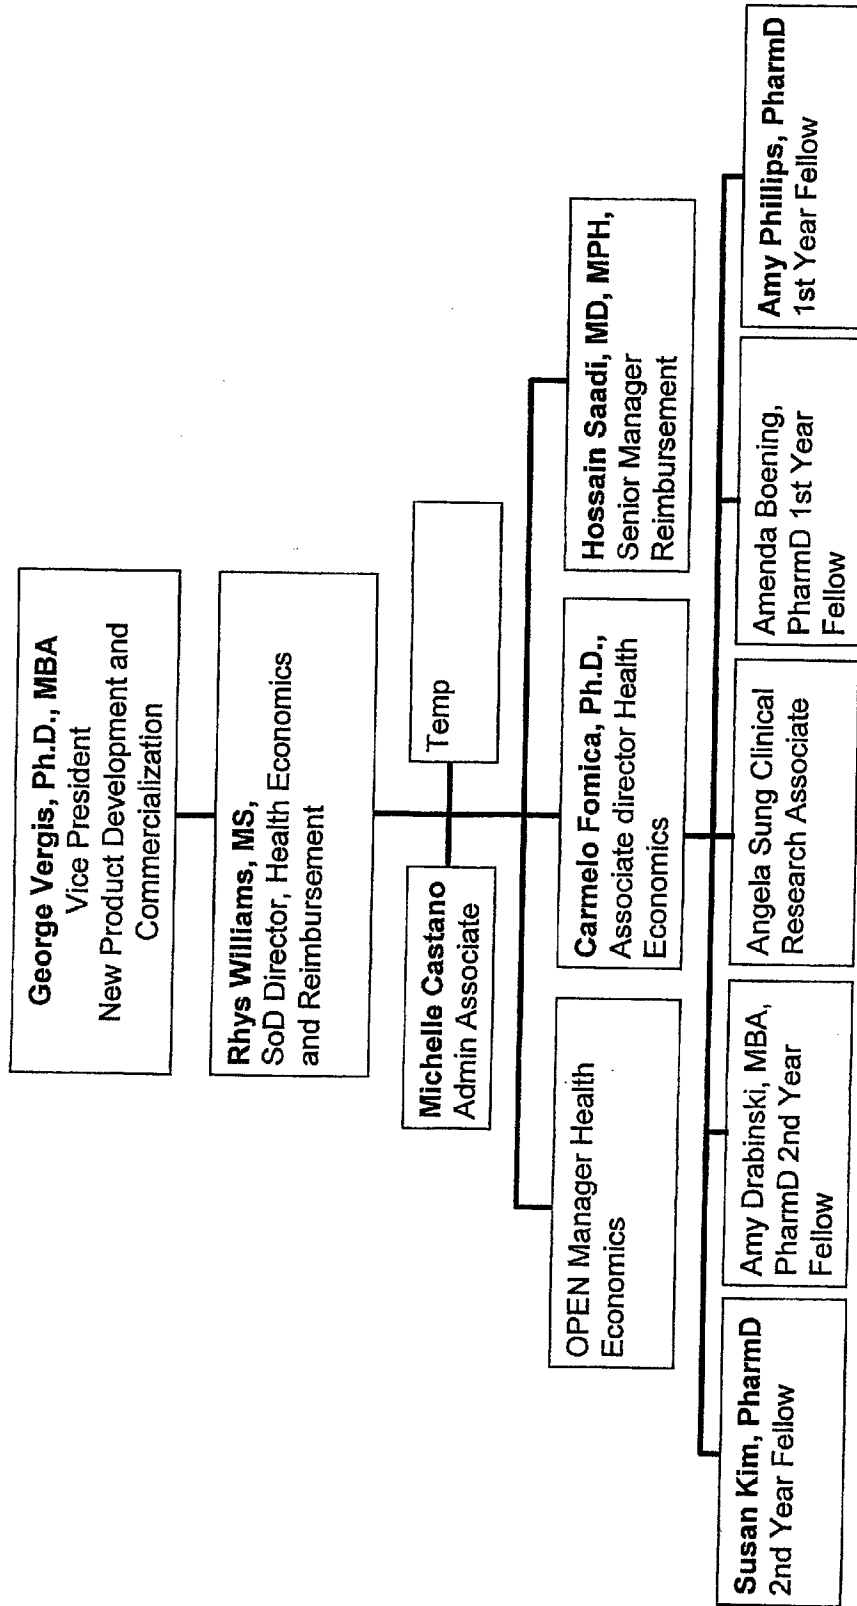 George Vergis, Ph.D., MBA
Vice President
New Product Development and
Commercialization
Rhys Williams, MS,
SoD Director, Health Economics
and Reimbursement
Michelle Castano
Admin Associate
Temp
OPEN Manager Health
Economics
Carmelo Fomica, Ph.D.,
Associate director Health
Economics
Hossain Saadi, MD, MPH,
Senior Manager
Reimbursement
Susan Kim, PharmD
2nd Year Fellow
Amy Drabinski, MBA,
PharmD 2nd Year
Fellow
Angela Sung Clinical
Research Associate
Amenda Boening,
PharmD 1st Year
Fellow
Amy Phillips, PharmD
1st Year Fellow